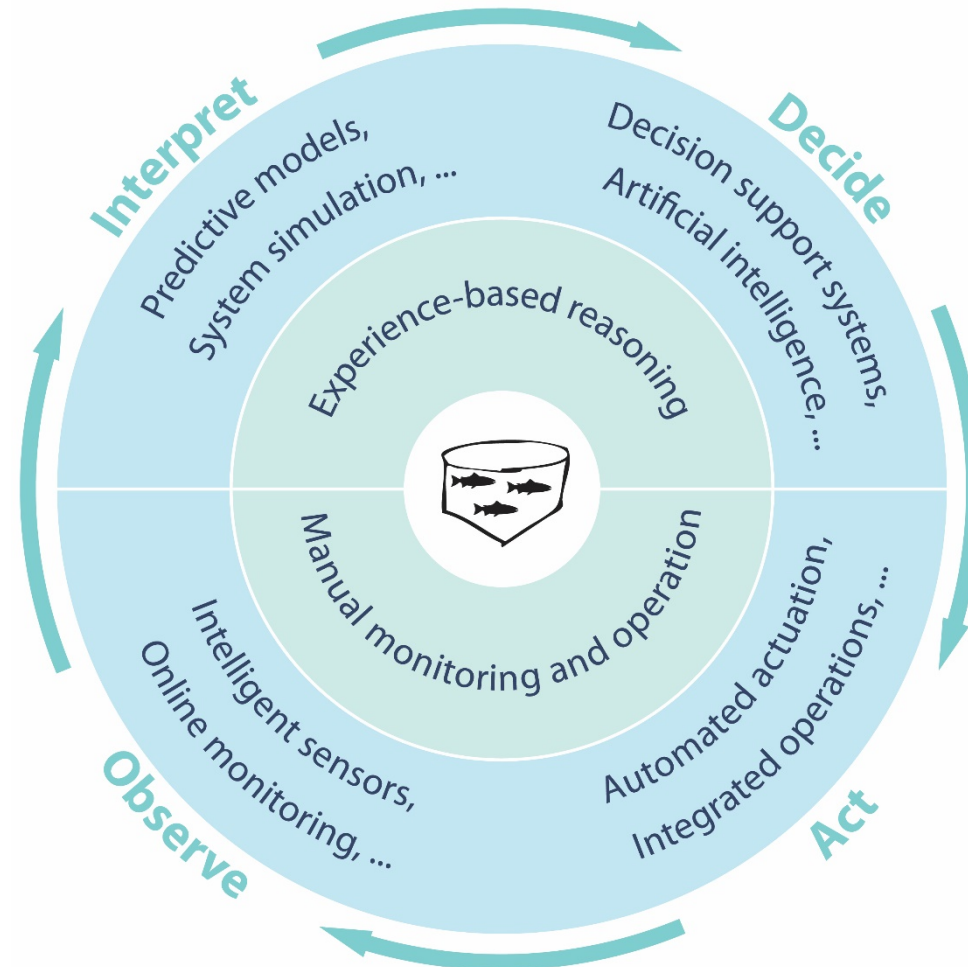 Interpret
Predictive models,
System simulation, ...
Decide
Decision support systems,
Artificial intelligence, ...
Experience-based reasoning
Manual monitoring and operation
Observe
Intelligent sensors,
Online monitoring, ...
Act
Automated actuation,
Integrated operations, ...